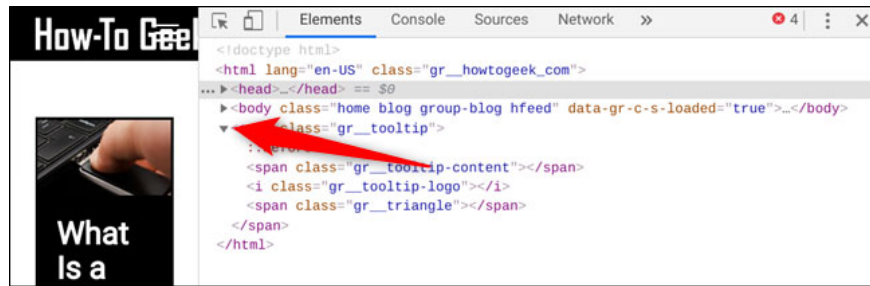 How-To Geek
Elements Console Sources Network » 4
<!doctype html>
<html lang="en-US" class="gr__howtogeek_com">
… ▶<head>…</head> == $0
▶<body class="home blog group-blog hfeed" data-gr-c-s-loaded="true">…</body>
▼ class="gr__tooltip">
<span class="gr__tooltip-content"></span>
<i class="gr__tooltip-logo"></i>
<span class="gr__triangle"></span>
</span>
</html>
What
Is a